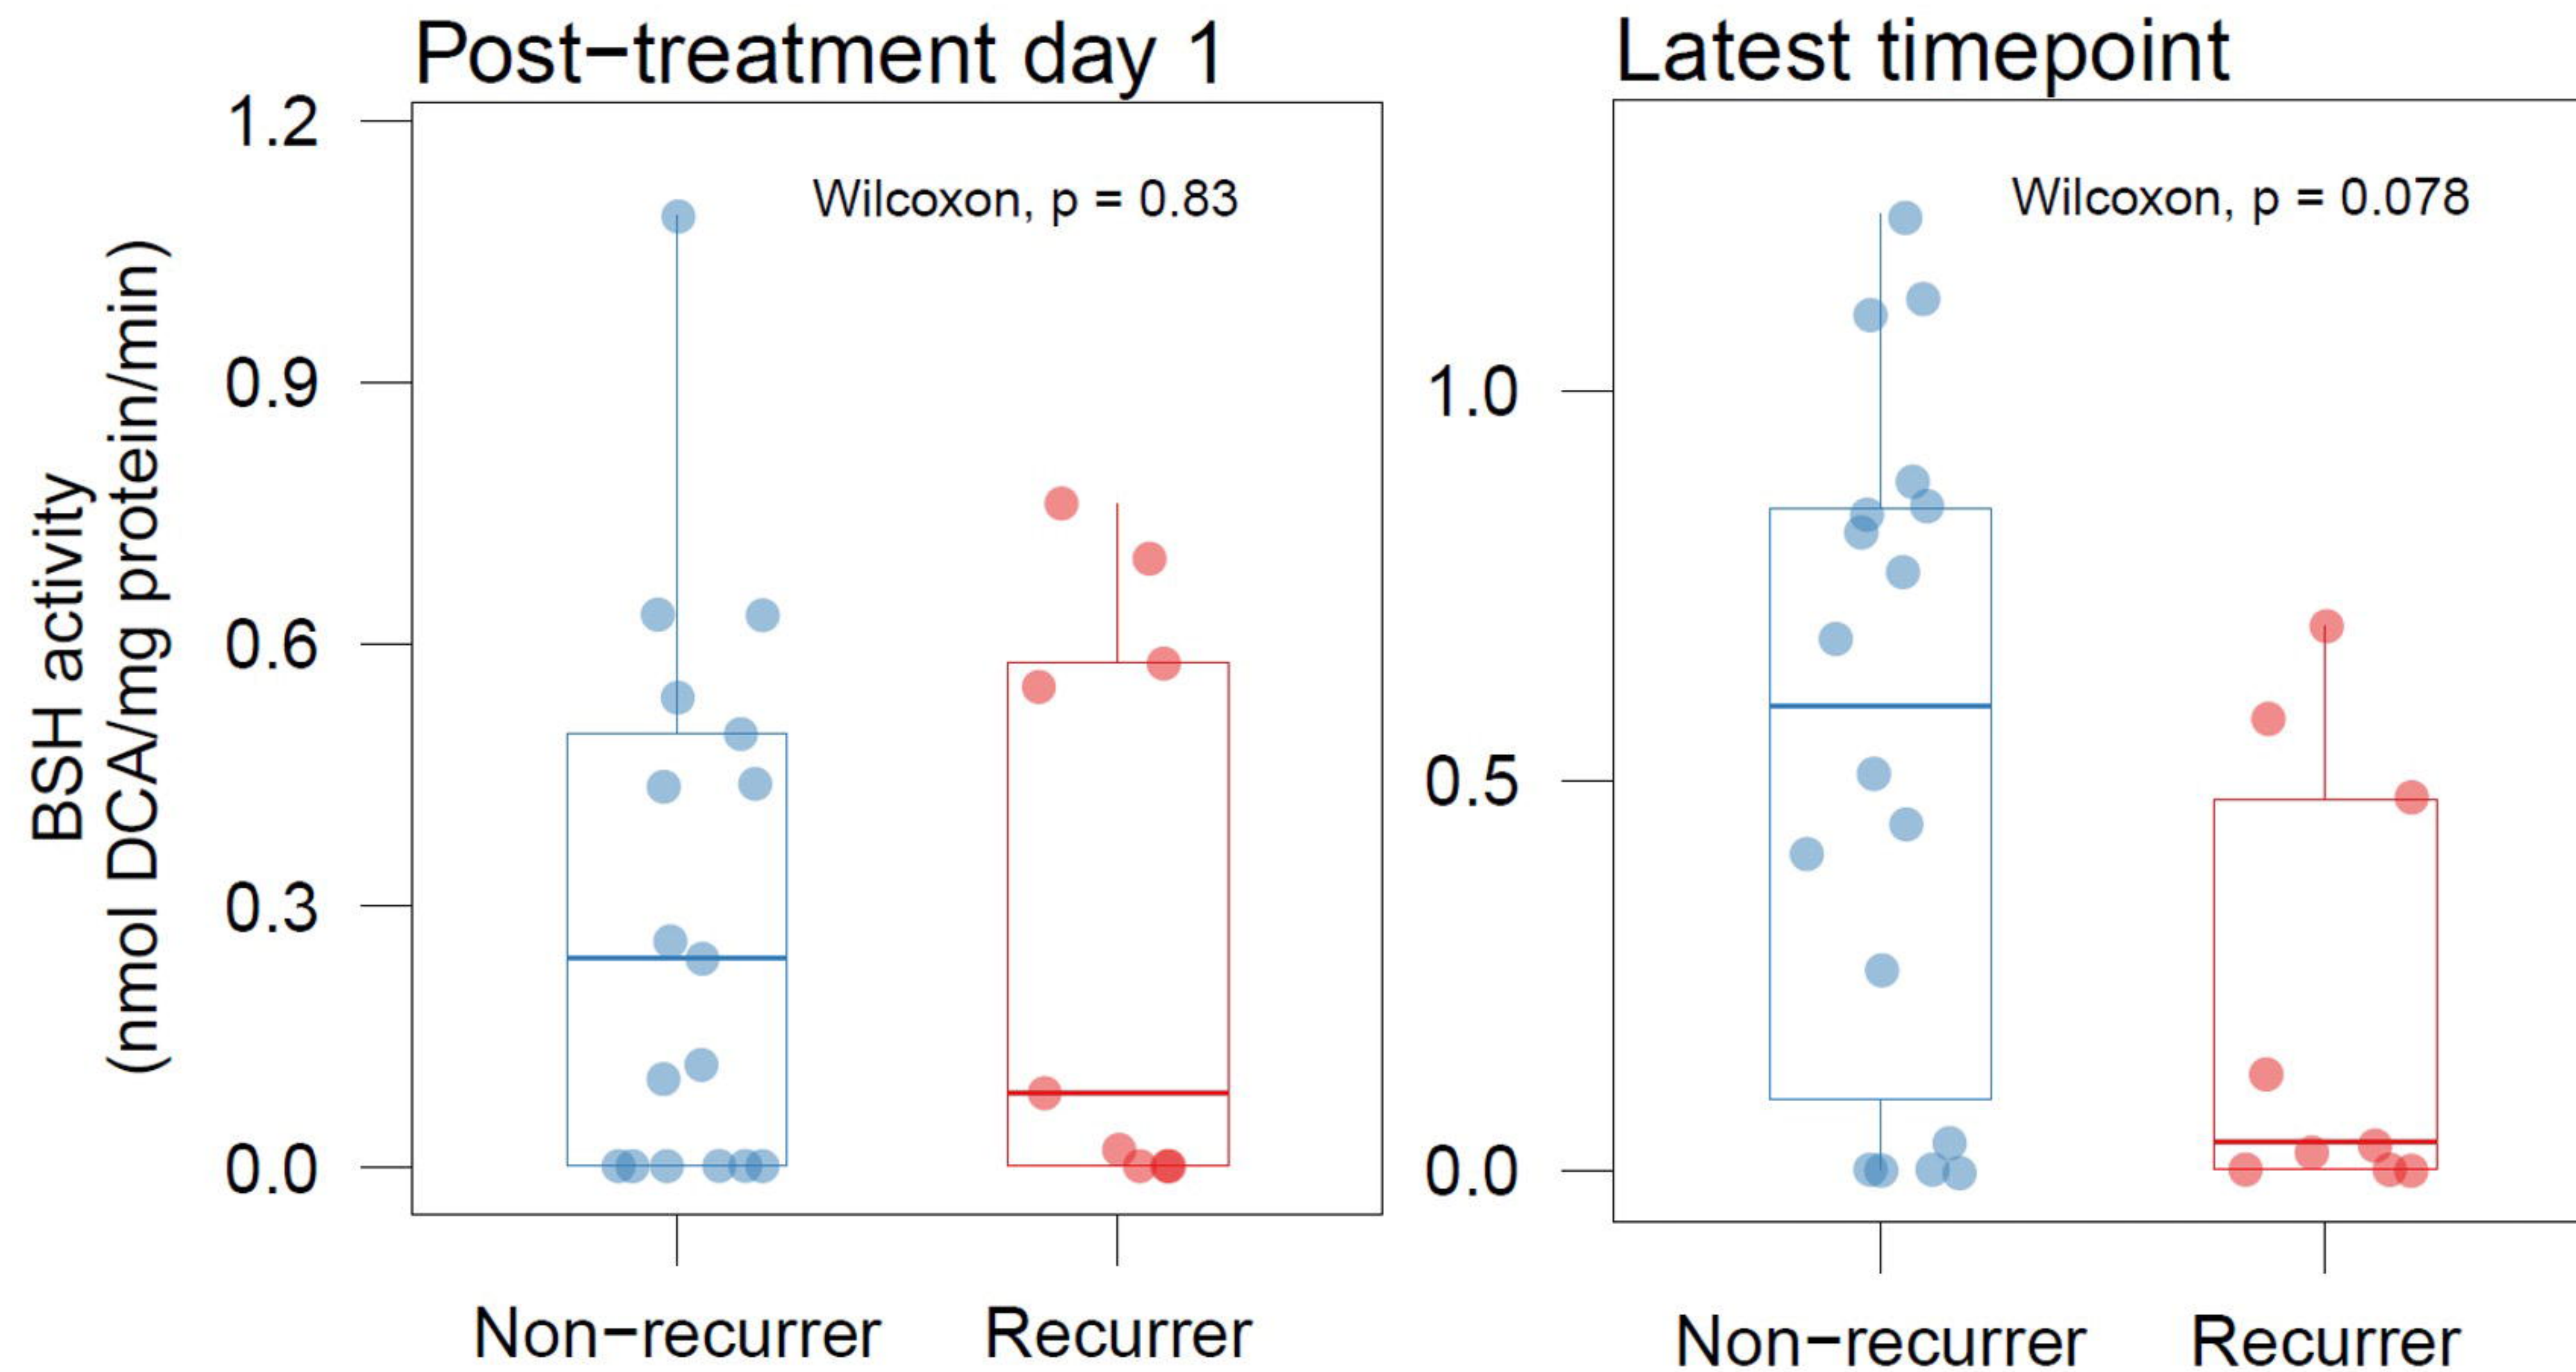 Post−treatment day 1
Latest timepoint
BSH activity
(nmol DCA/mg protein/min)
1.2
0.9
0.6
0.3
0.0
Wilcoxon, p = 0.83
Non−recurrer
Recurrer
1.0
0.5
0.0
Wilcoxon, p = 0.078
Non−recurrer
Recurrer